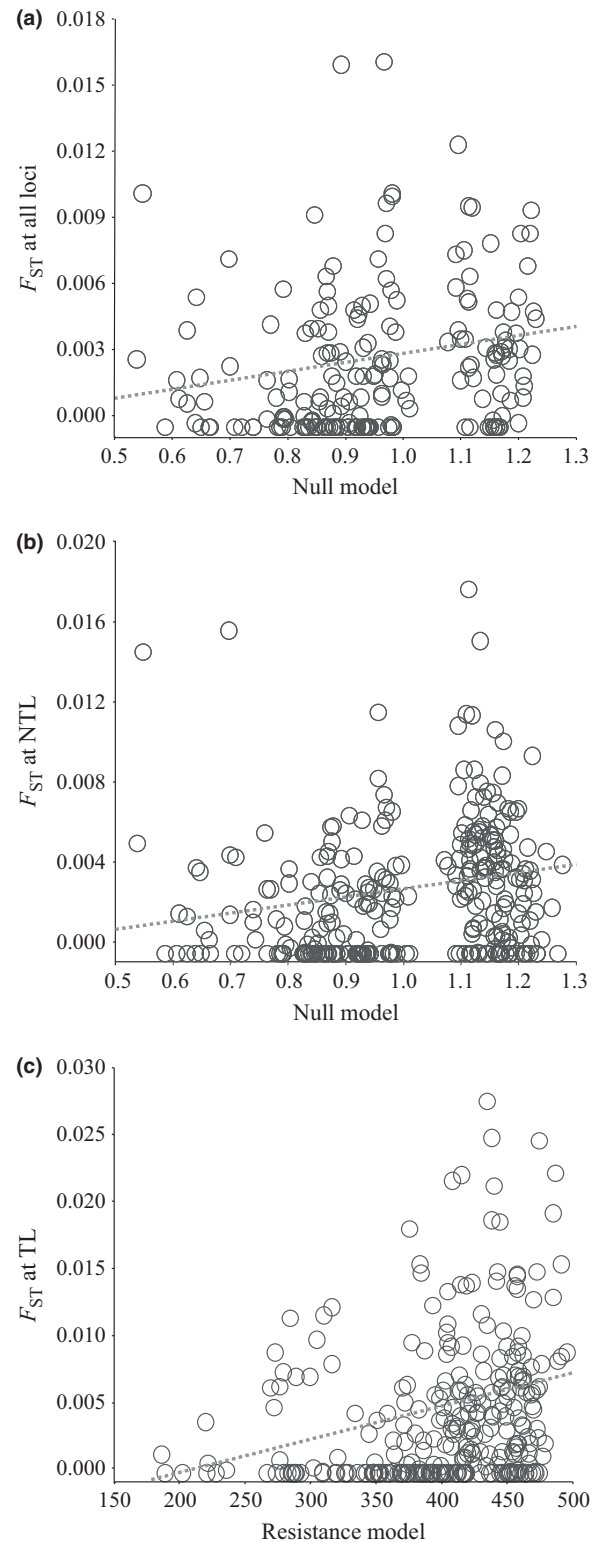 (a)
0.018
0.015
0.012
0.009
0.006
0.003
0.000
F_ST at all loci
0.5 0.6 0.7 0.8 0.9 1.0 1.1 1.2 1.3
Null model
(b)
0.020
0.016
0.012
0.008
0.004
0.000
F_ST at NTL
0.5 0.6 0.7 0.8 0.9 1.0 1.1 1.2 1.3
Null model
(c)
0.030
0.025
0.020
0.015
0.010
0.005
0.000
F_ST at TL
150 200 250 300 350 400 450 500
Resistance model